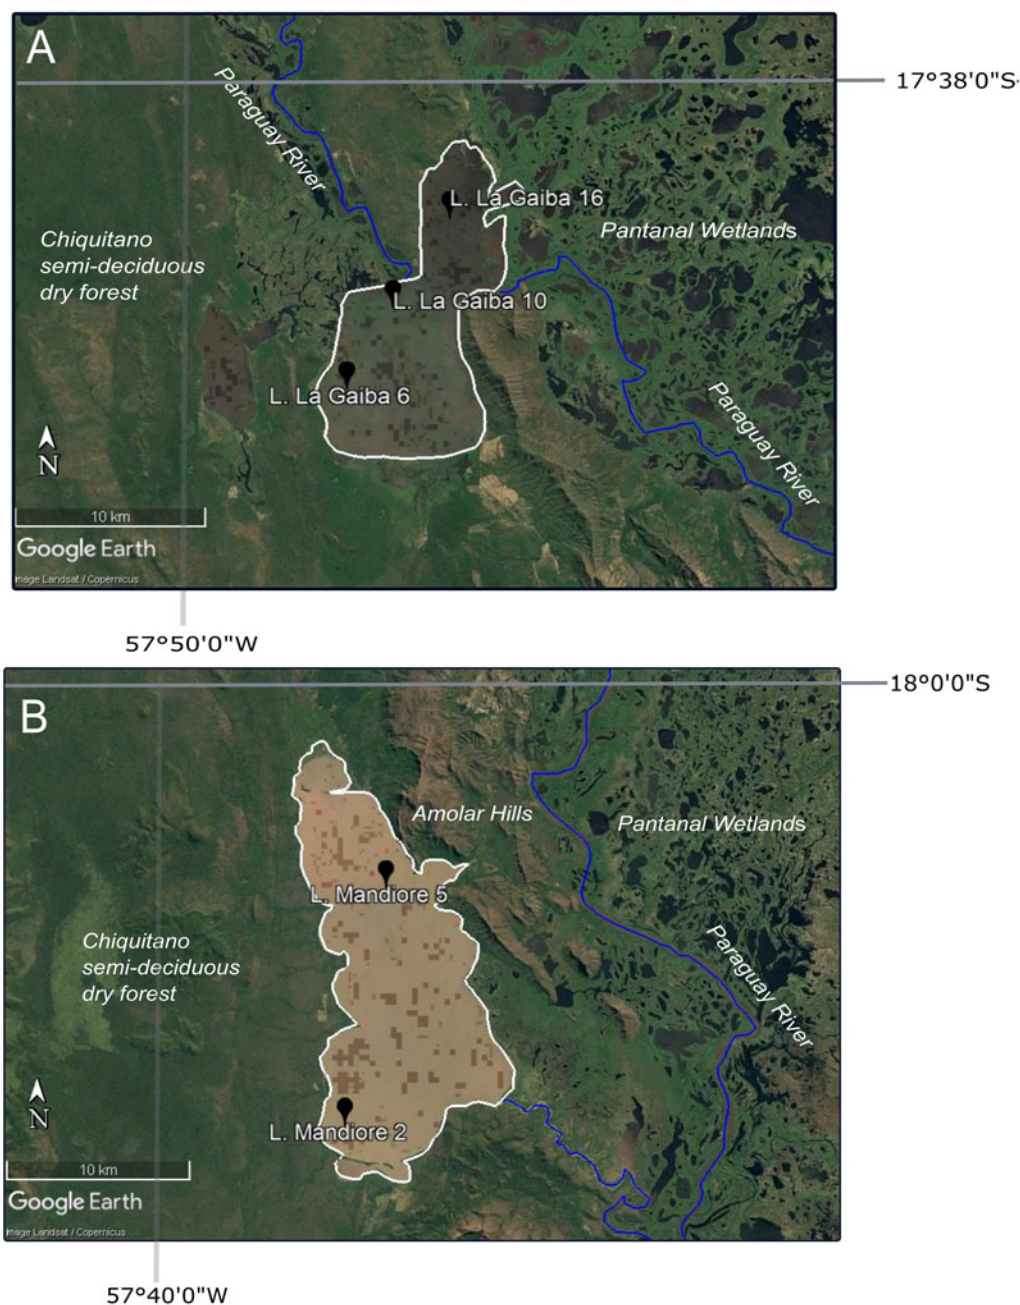 A
17°38'0"S
Paraguay River
L. La Gaiba 16
Pantanal Wetlands
Chiquitano
semi-deciduous
dry forest
L. La Gaiba 10
L. La Gaiba 6
Paraguay River
N
10 km
Google Earth
Image Landsat / Copernicus
57°50'0"W
18°0'0"S
B
Amolar Hills
Pantanal Wetlands
L. Mandiore 5
Chiquitano
semi-deciduous
dry forest
Paraguay River
N
L. Mandiore 2
10 km
Google Earth
Image Landsat / Copernicus
57°40'0"W